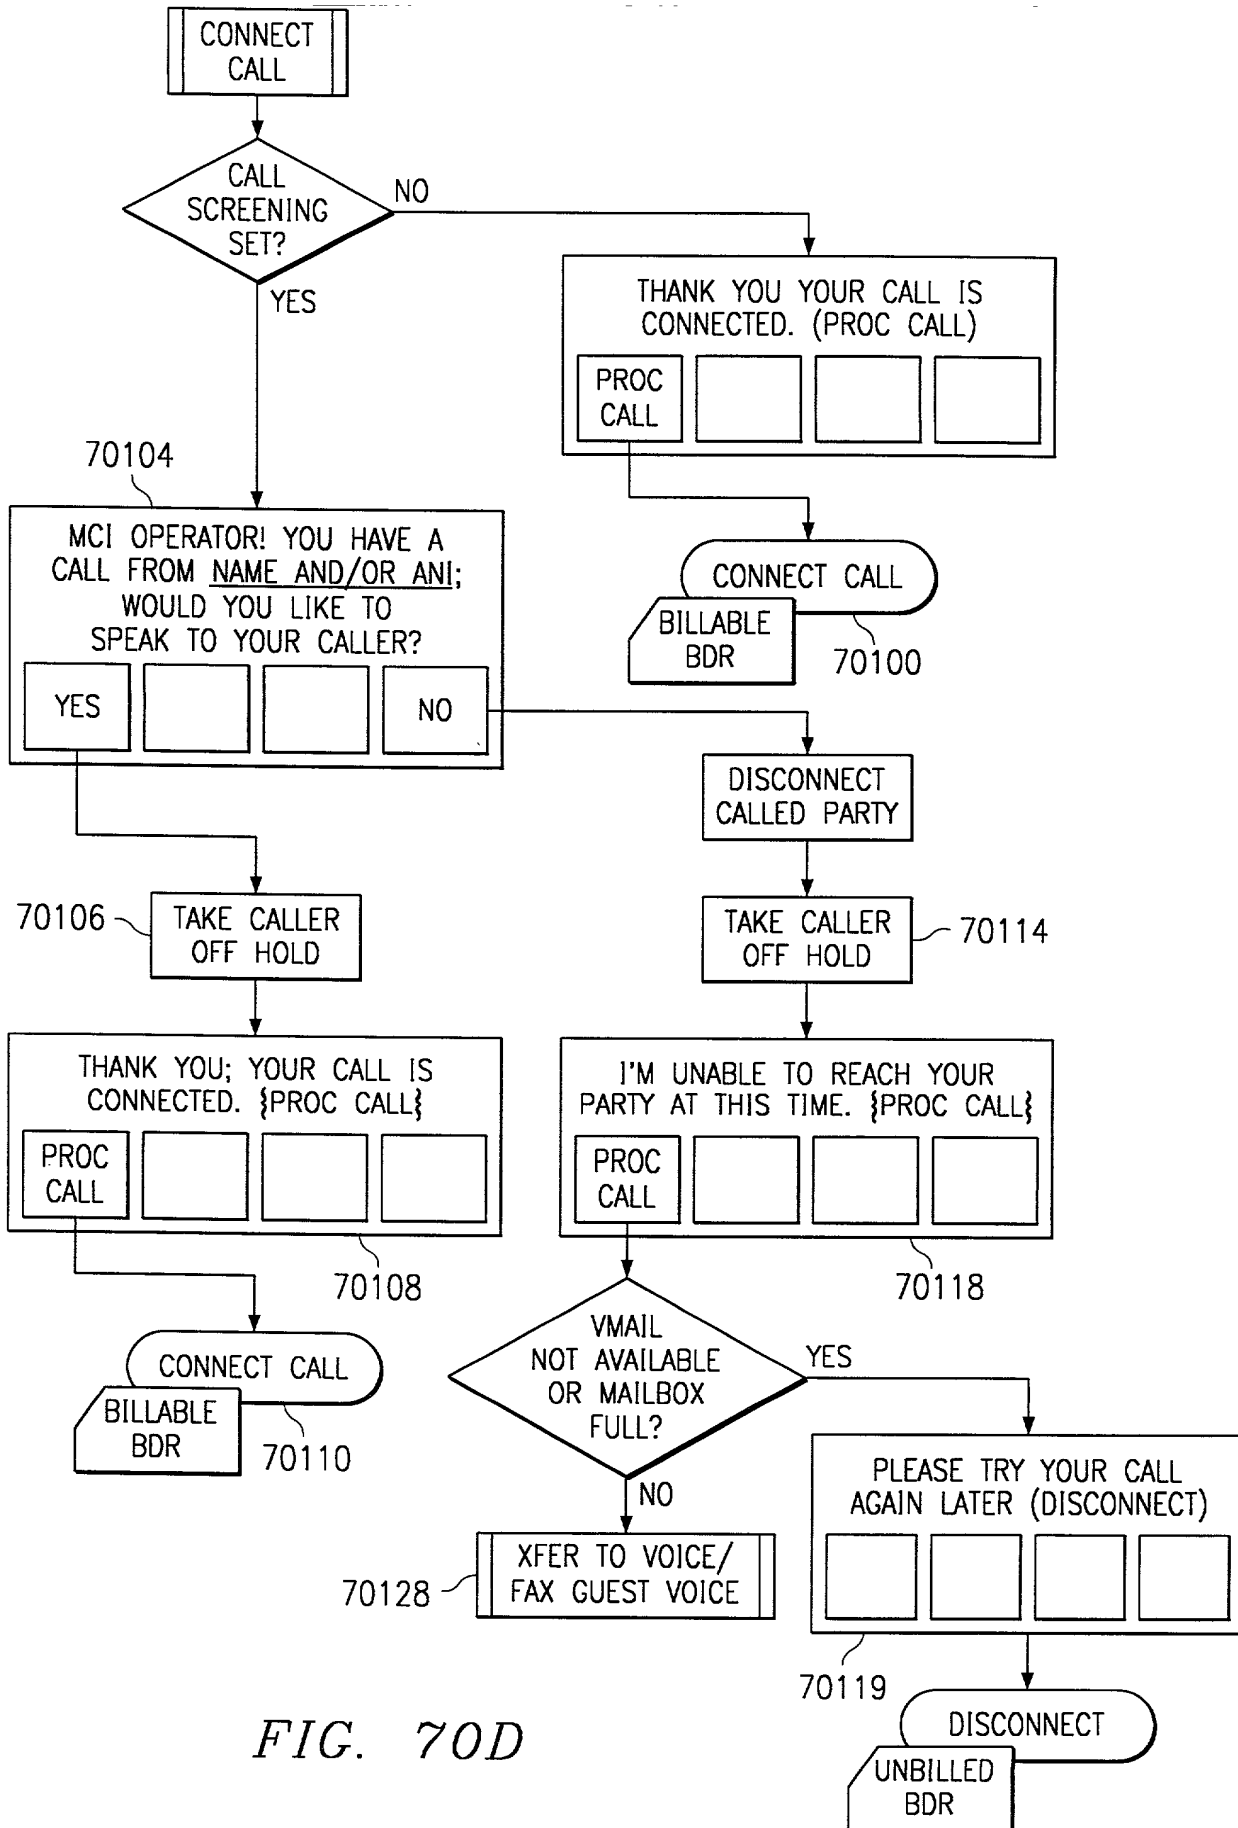 CONNECT
CALL
CALL
SCREENING
SET?
NO
YES
THANK YOU YOUR CALL IS
CONNECTED. (PROC CALL)
PROC
CALL
CONNECT CALL
BILLABLE
BDR
70100
70104
MCI OPERATOR! YOU HAVE A
CALL FROM NAME AND/OR ANI;
WOULD YOU LIKE TO
SPEAK TO YOUR CALLER?
YES
NO
DISCONNECT
CALLED PARTY
70106
TAKE CALLER
OFF HOLD
TAKE CALLER
OFF HOLD
70114
THANK YOU; YOUR CALL IS
CONNECTED. {PROC CALL}
PROC
CALL
70108
CONNECT CALL
BILLABLE
BDR
70110
I'M UNABLE TO REACH YOUR
PARTY AT THIS TIME. {PROC CALL}
PROC
CALL
70118
VMAIL
NOT AVAILABLE
OR MAILBOX
FULL?
YES
NO
XFER TO VOICE/
FAX GUEST VOICE
70128
PLEASE TRY YOUR CALL
AGAIN LATER (DISCONNECT)
70119
DISCONNECT
UNBILLED
BDR
FIG. 70D